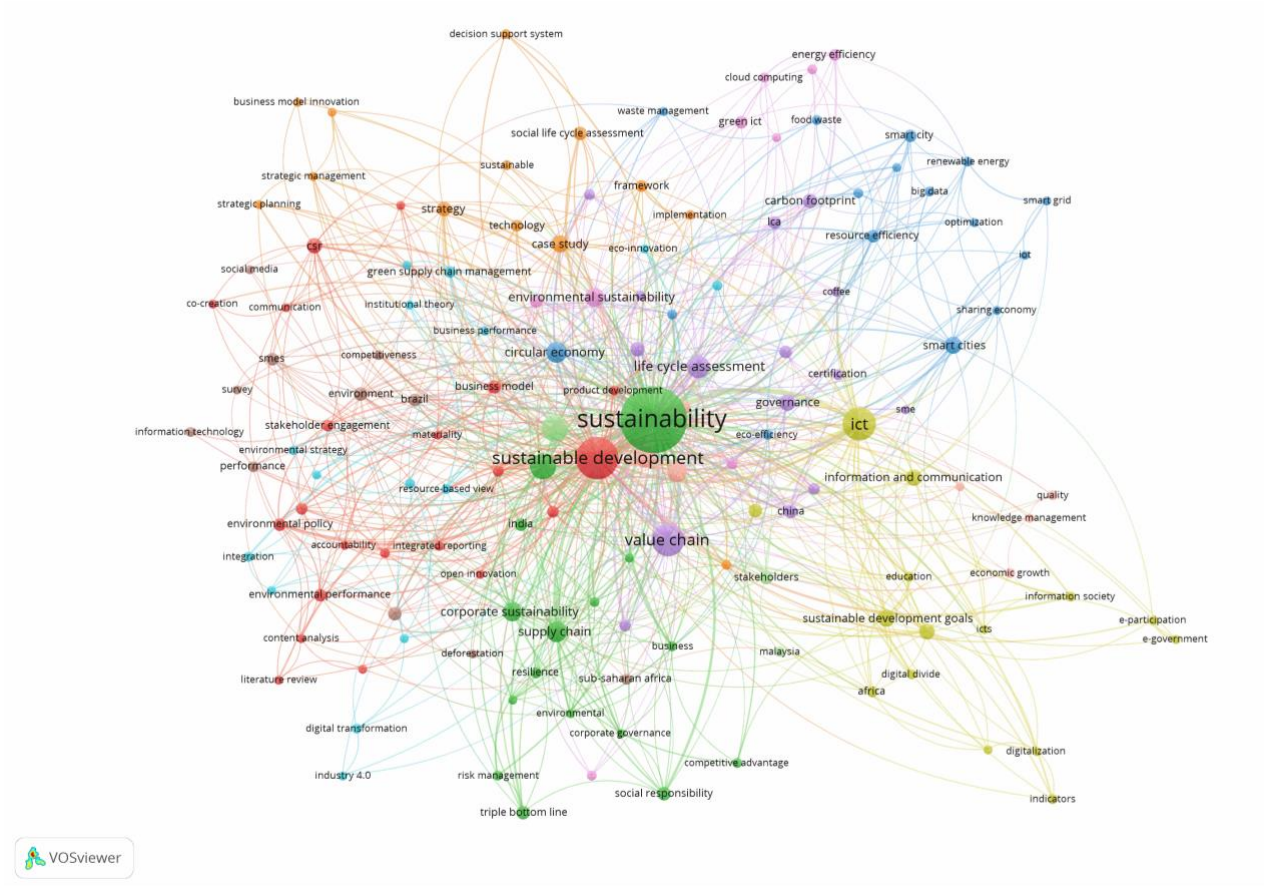 decision support system
energy efficiency
cloud computing
business model innovation
waste management
green ict
food waste
social life cycle assessment
smart city
sustainable
renewable energy
strategic management
framework
big data
carbon footprint
smart grid
strategic planning
strategy
implementation
technology
lca
optimization
resource efficiency
csr
case study
eco-innovation
iot
social media
green supply chain management
coffee
environmental sustainability
co-creation
communication
institutional theory
sharing economy
business performance
smart cities
circular economy
smes
competitiveness
life cycle assessment
certification
business model
product development
survey
environment
brazil
governance
sme
sustainability
ict
stakeholder engagement
information technology
materiality
eco-efficiency
environmental strategy
sustainable development
performance
information and communication
resource-based view
quality
china
knowledge management
environmental policy
india
value chain
accountability
integrated reporting
integration
open innovation
stakeholders
education
economic growth
environmental performance
information society
corporate sustainability
sustainable development goals
e-participation
supply chain
icts
content analysis
e-government
business
deforestation
malaysia
resilience
sub-saharan africa
digital divide
literature review
africa
environmental
digital transformation
corporate governance
digitalization
competitive advantage
industry 4.0
risk management
social responsibility
indicators
triple bottom line
VOSviewer